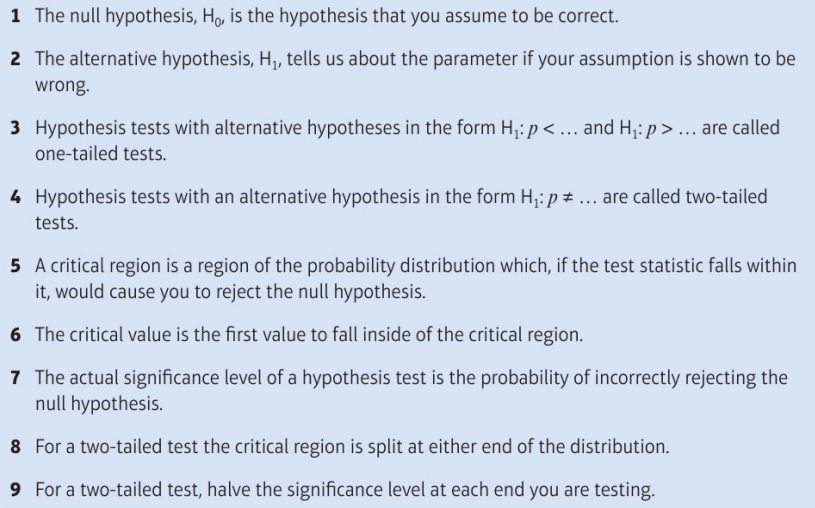 1 The null hypothesis, H₀, is the hypothesis that you assume to be correct.
2 The alternative hypothesis, H₁, tells us about the parameter if your assumption is shown to be
wrong.
3 Hypothesis tests with alternative hypotheses in the form H₁: p < … and H₁: p > … are called
one-tailed tests.
4 Hypothesis tests with an alternative hypothesis in the form H₁: p ≠ … are called two-tailed
tests.
5 A critical region is a region of the probability distribution which, if the test statistic falls within
it, would cause you to reject the null hypothesis.
6 The critical value is the first value to fall inside of the critical region.
7 The actual significance level of a hypothesis test is the probability of incorrectly rejecting the
null hypothesis.
8 For a two-tailed test the critical region is split at either end of the distribution.
9 For a two-tailed test, halve the significance level at each end you are testing.